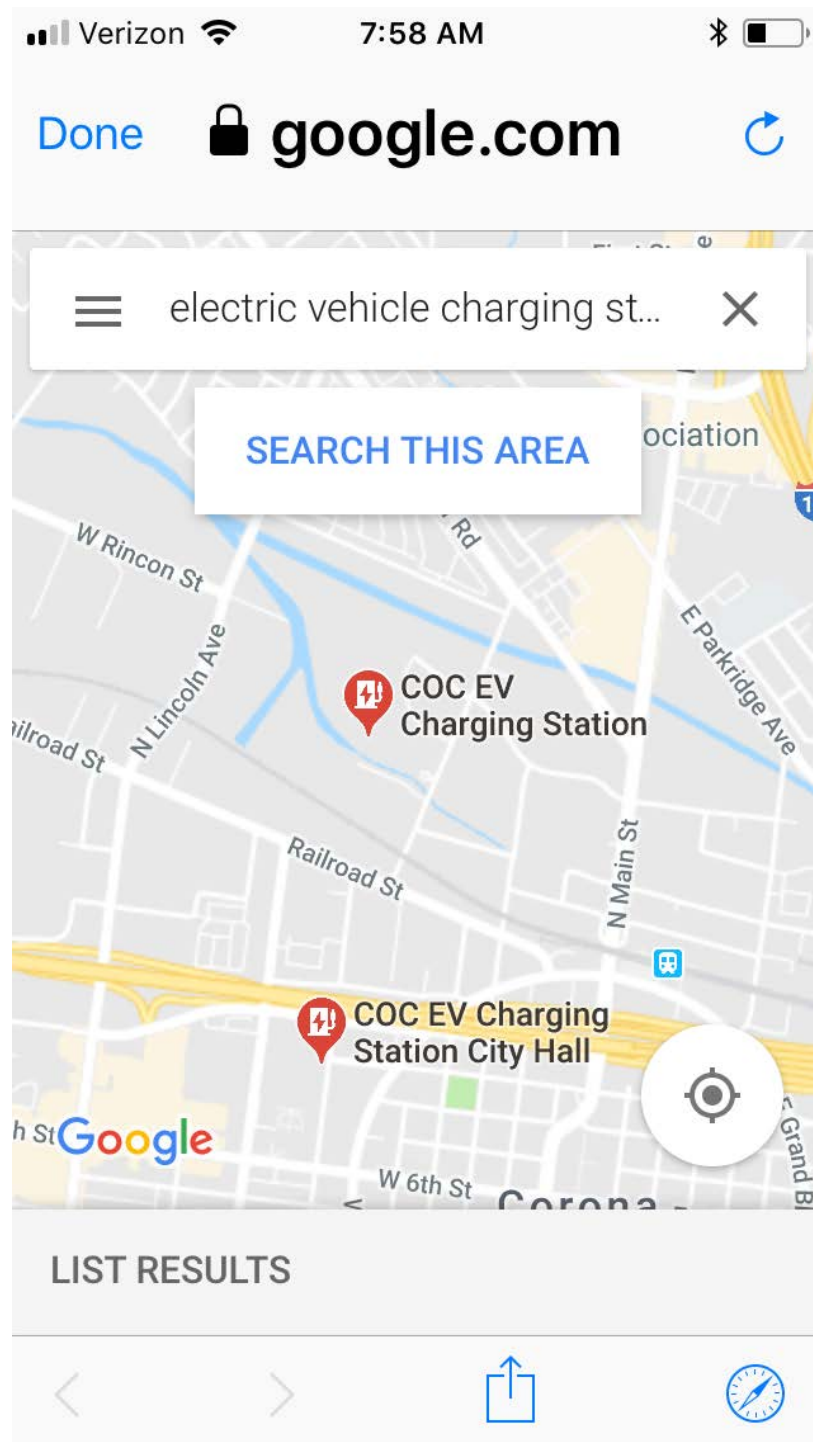 Verizon 7:58 AM
Done google.com
electric vehicle charging st...
SEARCH THIS AREA
ociation
Rd
W Rincon St
N Lincoln Ave
E Parkridge Ave
COC EV
Charging Station
ilroad St
Railroad St
N Main St
COC EV Charging
Station City Hall
h St
Google
W 6th St
Corona
LIST RESULTS